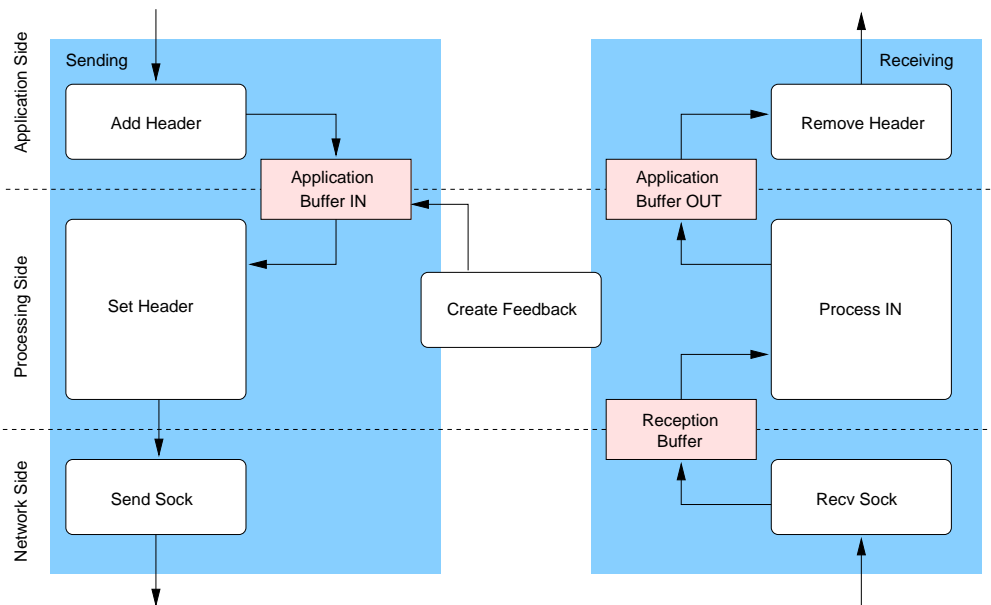 Application Side
Sending
Receiving
Add Header
Remove Header
Application
Buffer IN
Application
Buffer OUT
Processing Side
Set Header
Create Feedback
Process IN
Reception
Buffer
Network Side
Send Sock
Recv Sock